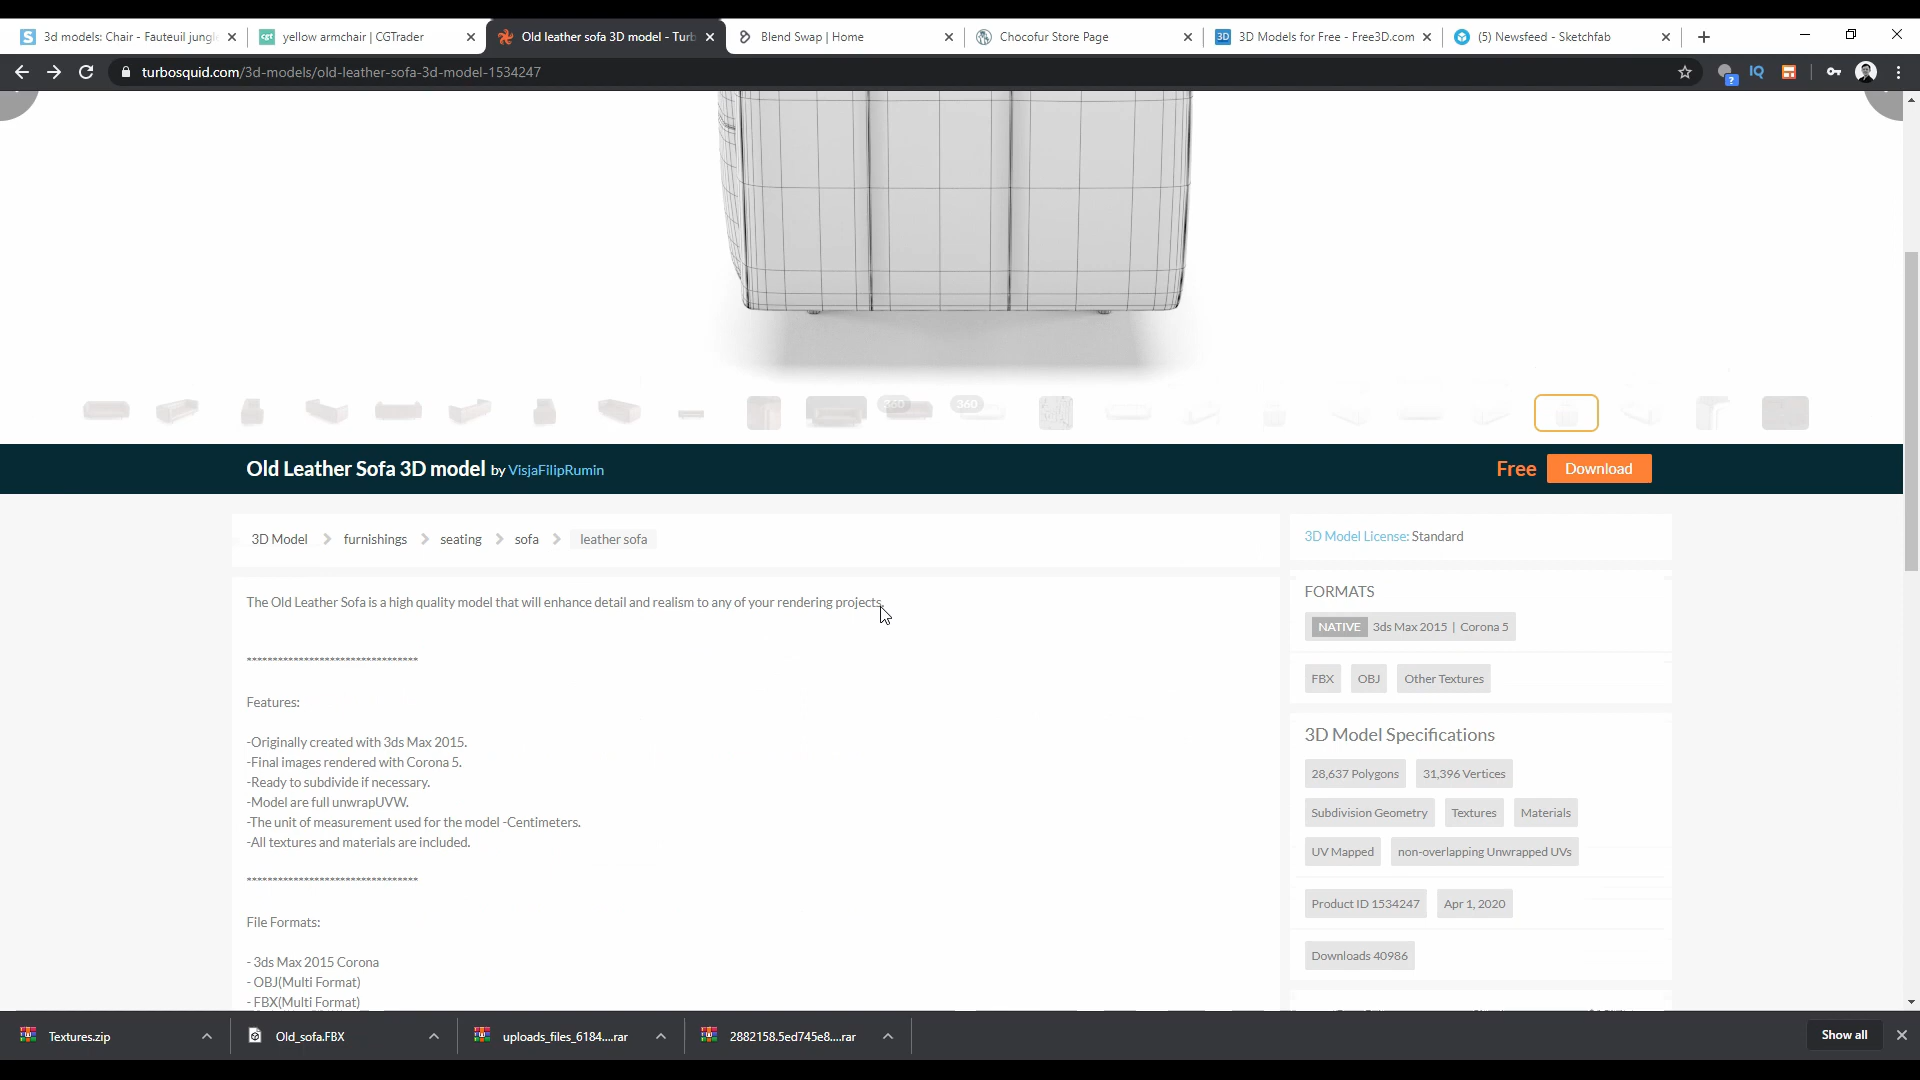 3d models: Chair - Fauteuil jungl
cgt yellow armchair | CGTrader
Old leather sofa 3D model - Turb
Blend Swap | Home
Chocofur Store Page
3D 3D Models for Free - Free3D.com
(5) Newsfeed - Sketchfab
turbosquid.com/3d-models/old-leather-sofa-3d-model-1534247
IQ
360
360
Old Leather Sofa 3D model by VisjaFilipRumin
Free Download
3D Model furnishings seating sofa leather sofa
The Old Leather Sofa is a high quality model that will enhance detail and realism to any of your rendering projects.
*********************************
Features:
-Originally created with 3ds Max 2015.
-Final images rendered with Corona 5.
-Ready to subdivide if necessary.
-Model are full unwrapUVW.
-The unit of measurement used for the model -Centimeters.
-All textures and materials are included.
*********************************
File Formats:
- 3ds Max 2015 Corona
- OBJ(Multi Format)
- FBX(Multi Format)
3D Model License: Standard
FORMATS
NATIVE 3ds Max 2015 | Corona 5
FBX OBJ Other Textures
3D Model Specifications
28,637 Polygons 31,396 Vertices
Subdivision Geometry Textures Materials
UV Mapped non-overlapping Unwrapped UVs
Product ID 1534247 Apr 1, 2020
Downloads 40986
Textures.zip
Old_sofa.FBX
uploads_files_6184....rar
2882158.5ed745e8....rar
Show all